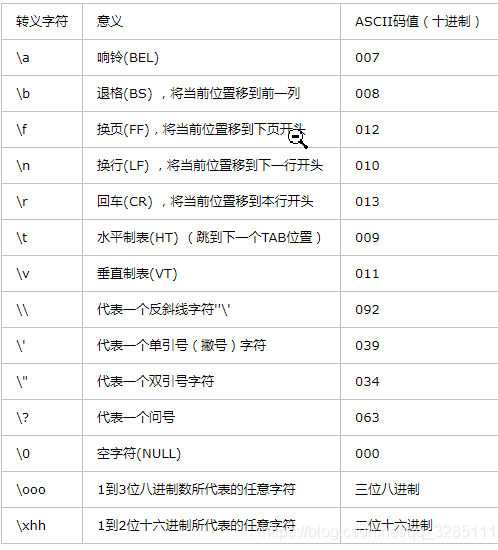 转义字符 意义 ASCII码值（十进制）
\a 响铃(BEL) 007
\b 退格(BS) ，将当前位置移到前一列 008
\f 换页(FF)，将当前位置移到下页开头 012
\n 换行(LF) ，将当前位置移到下一行开头 010
\r 回车(CR) ，将当前位置移到本行开头 013
\t 水平制表(HT) （跳到下一个TAB位置） 009
\v 垂直制表(VT) 011
\\ 代表一个反斜线字符''\' 092
\' 代表一个单引号（撇号）字符 039
\" 代表一个双引号字符 034
\? 代表一个问号 063
\0 空字符(NULL) 000
\ooo 1到3位八进制数所代表的任意字符 三位八进制
\xhh 1到2位十六进制所代表的任意字符 二位十六进制
https://blog.csdn.net/qq_3285111